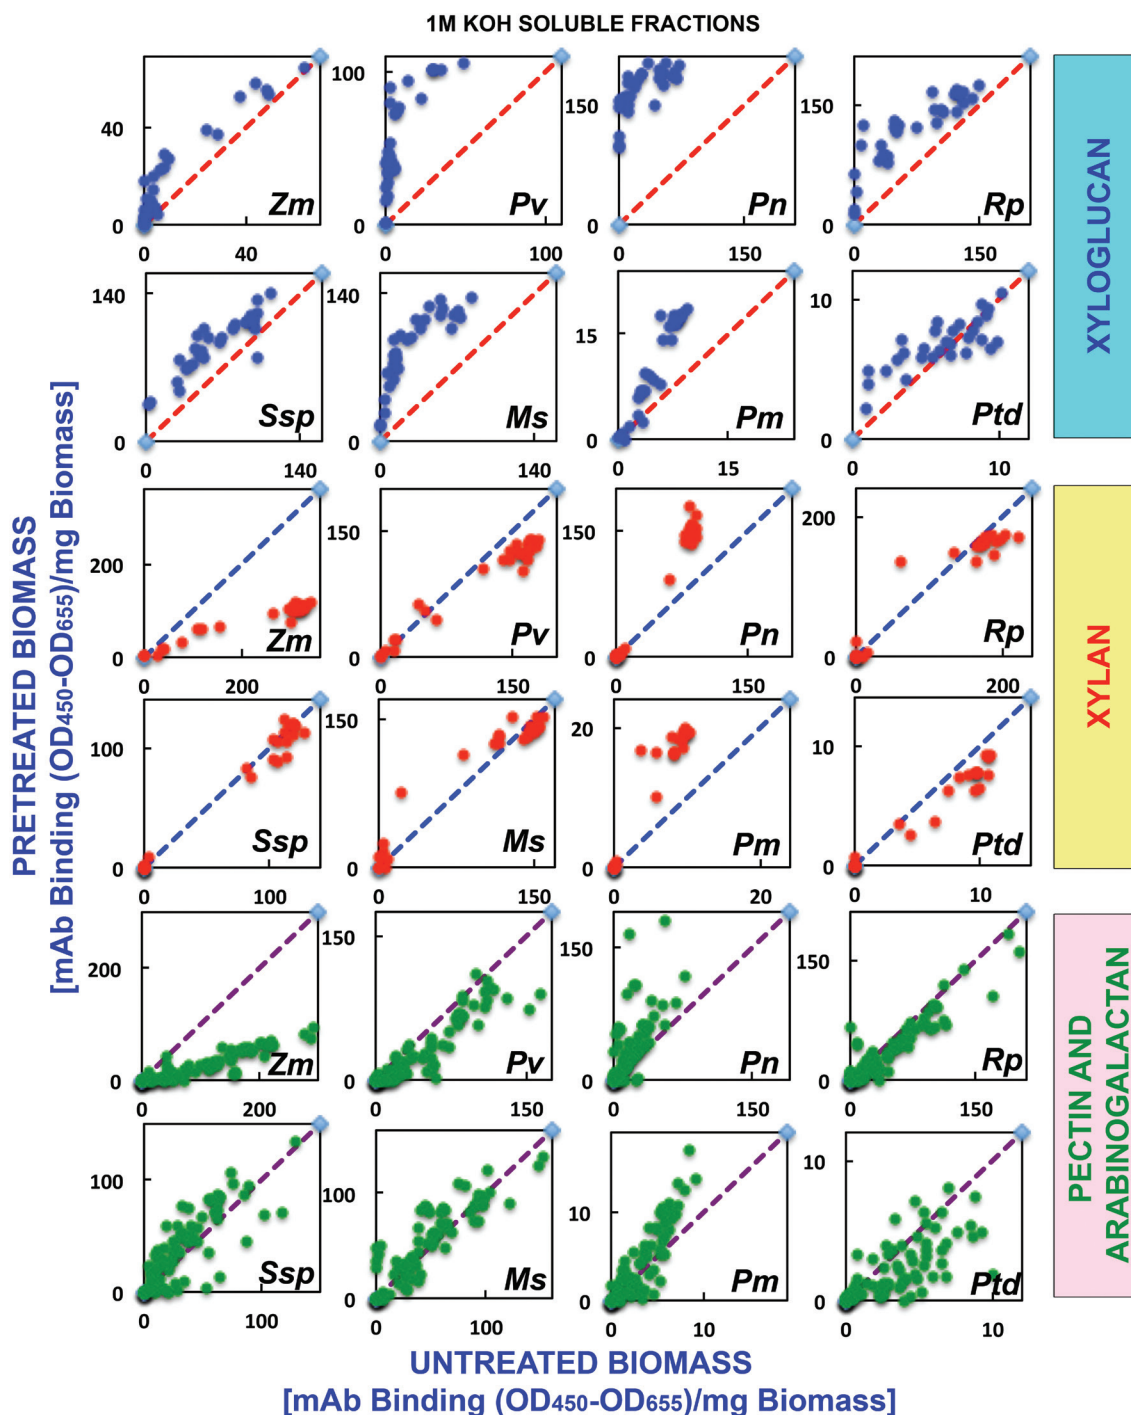 1M KOH SOLUBLE FRACTIONS
PRETREATED BIOMASS
[mAb Binding (OD450-OD655)/mg Biomass]
40
0
Zm
0
40
100
0
Pv
0
100
150
0
Pn
0
150
150
0
Rp
0
150
140
0
Ssp
0
140
140
0
Ms
0
140
15
0
Pm
0
15
10
0
Ptd
0
10
XYLOGLUCAN
200
0
Zm
0
200
150
0
Pv
0
150
150
0
Pn
0
150
200
0
Rp
0
200
100
0
Ssp
0
100
150
0
Ms
0
150
20
0
Pm
0
20
10
0
Ptd
0
10
XYLAN
200
0
Zm
0
200
150
0
Pv
0
150
150
0
Pn
0
150
150
0
Rp
0
150
100
0
Ssp
0
100
100
0
Ms
0
100
10
0
Pm
0
10
10
0
Ptd
0
10
PECTIN AND
ARABINOGALACTAN
UNTREATED BIOMASS
[mAb Binding (OD450-OD655)/mg Biomass]